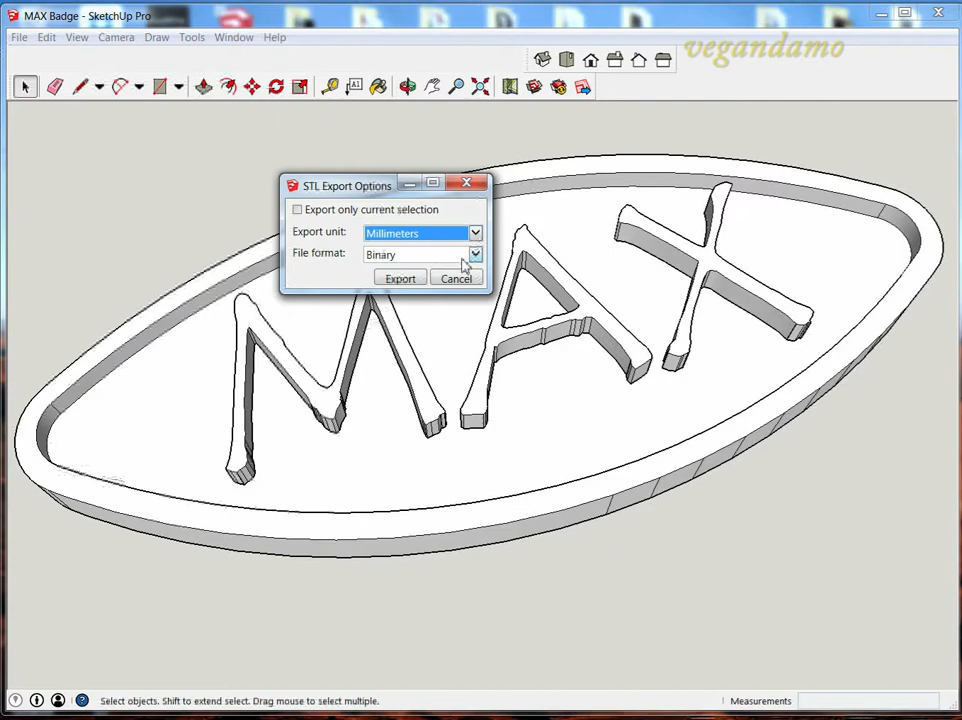 MAX Badge - SketchUp Pro
File Edit View Camera Draw Tools Window Help
vegandamo
A1
STL Export Options
Export only current selection
Export unit: Millimeters
File format: Binary
Export Cancel
MAX
Select objects. Shift to extend select. Drag mouse to select multiple. Measurements